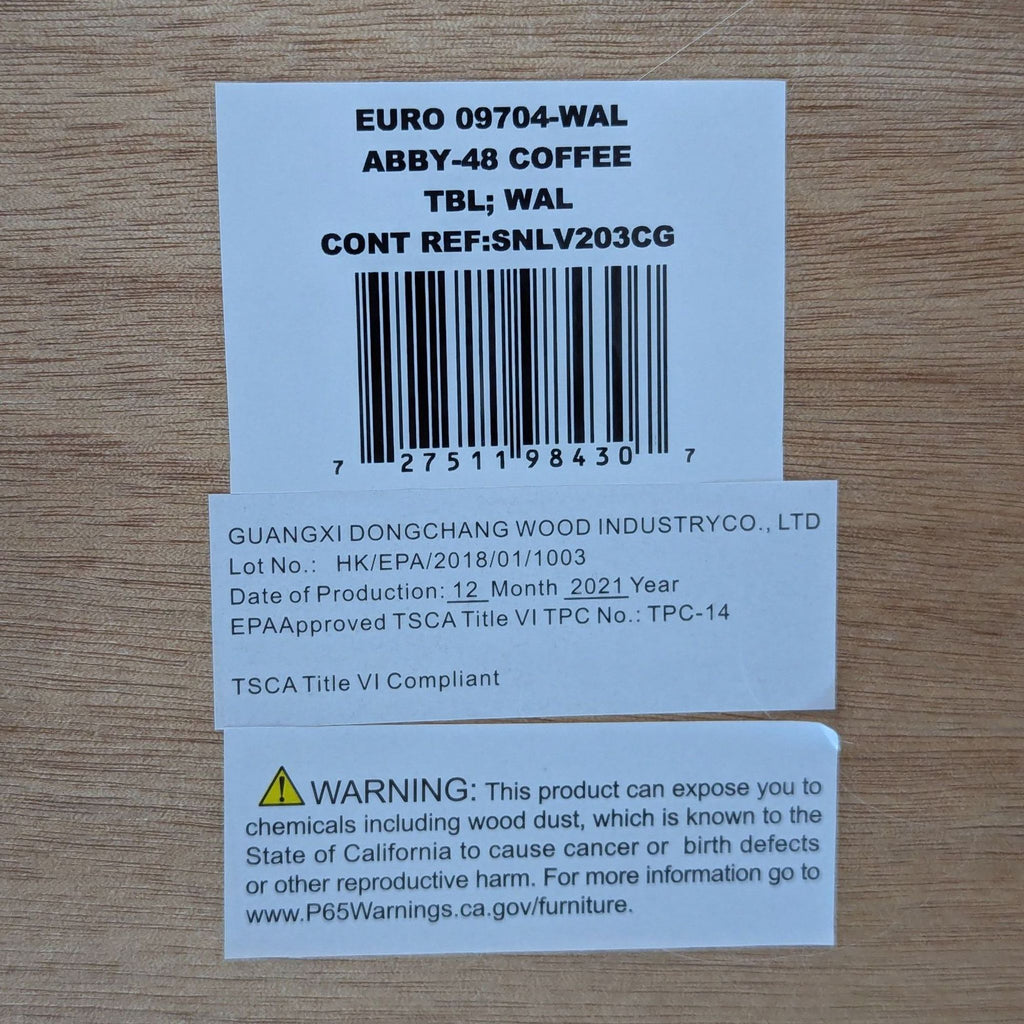 EURO 09704-WAL
ABBY-48 COFFEE
TBL; WAL
CONT REF:SNLV203CG
7 27511 98430 7
GUANGXI DONGCHANG WOOD INDUSTRYCO., LTD
Lot No.: HK/EPA/2018/01/1003
Date of Production: 12 Month 2021 Year
EPAApproved TSCA Title VI TPC No.: TPC-14
TSCA Title VI Compliant
WARNING: This product can expose you to
chemicals including wood dust, which is known to the
State of California to cause cancer or birth defects
or other reproductive harm. For more information go to
www.P65Warnings.ca.gov/furniture.